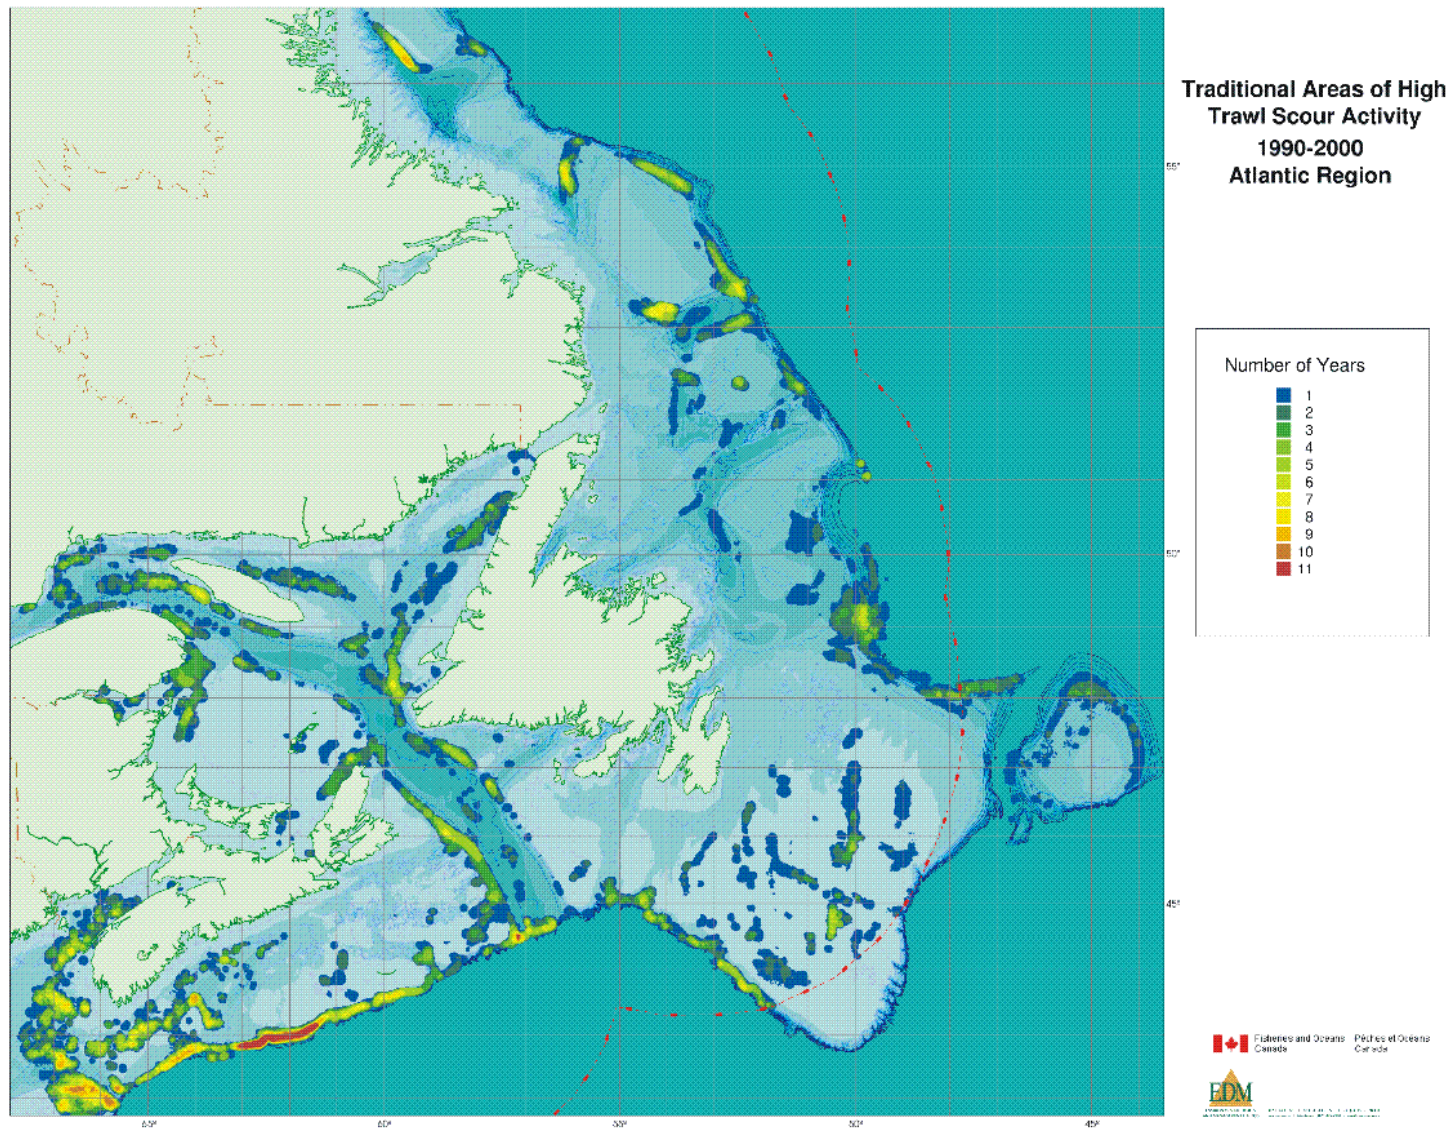 Traditional Areas of High
Trawl Scour Activity
1990-2000
Atlantic Region
55°
Number of Years
1
2
3
4
5
6
7
8
9
10
11
50°
45°
Fisheries and Oceans Pêches et Océans
Canada Canada
EDM
65° 60° 55° 50° 45°